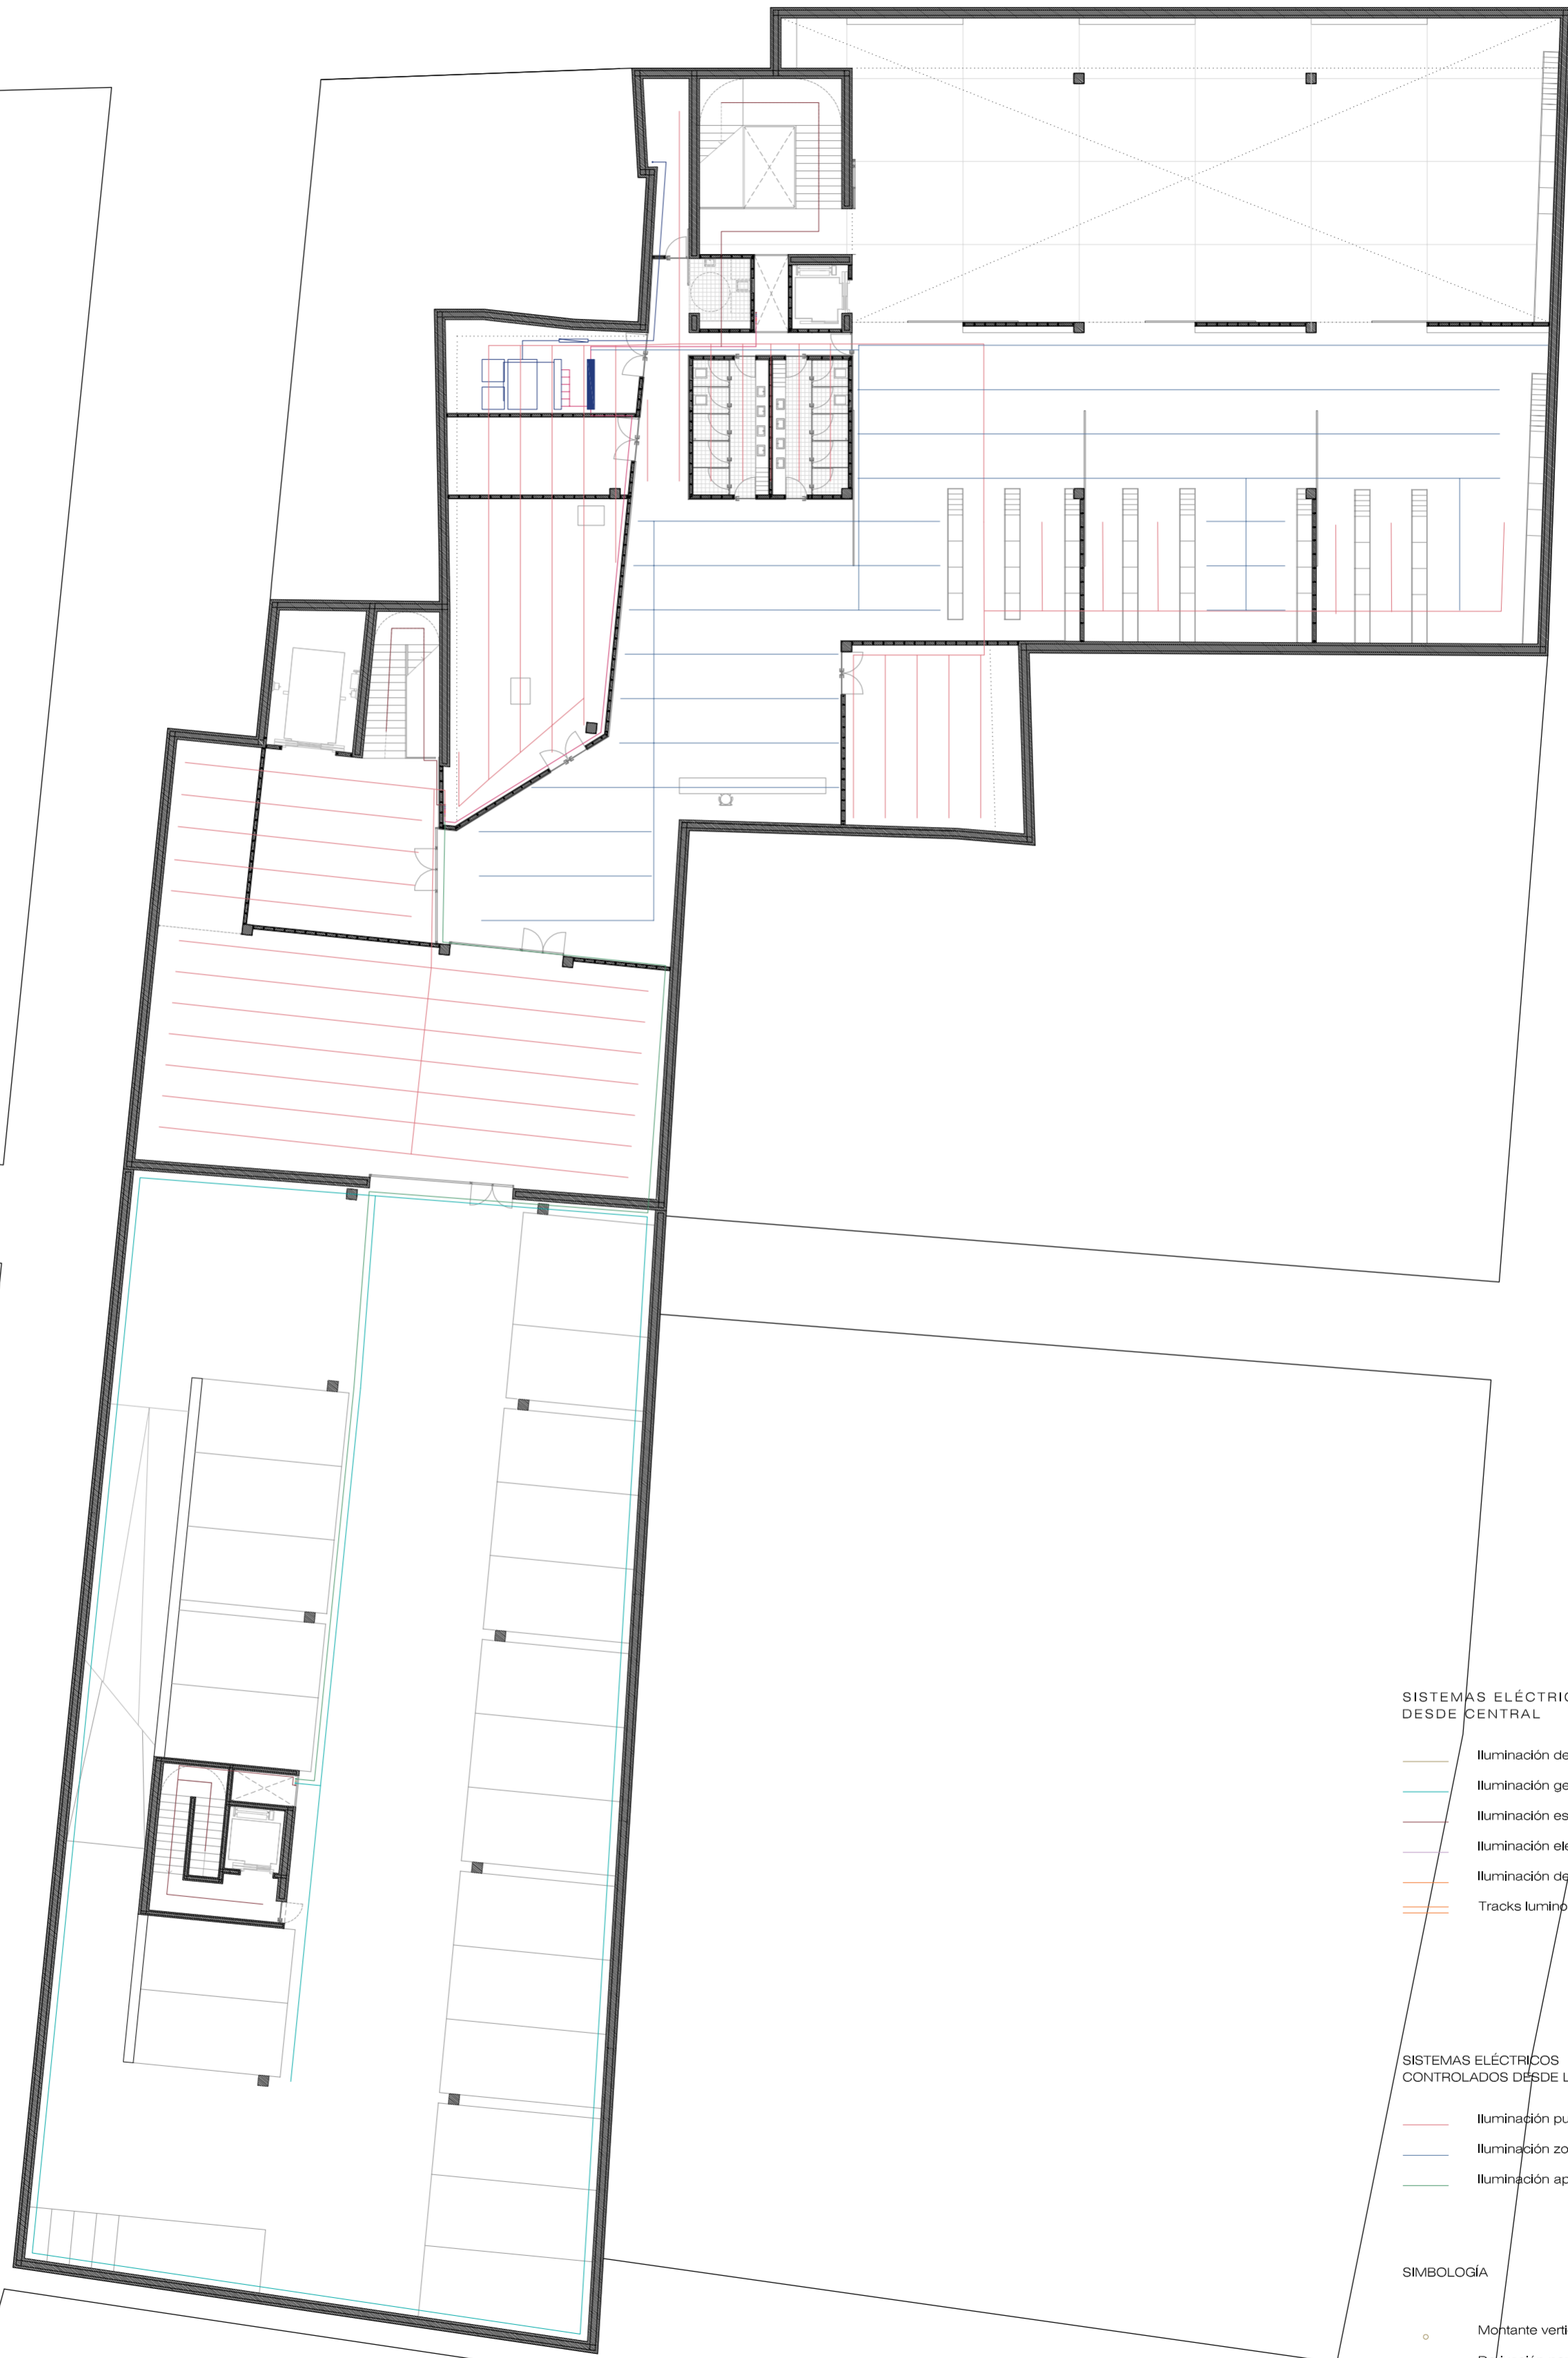 SISTEMAS ELÉCTRIC
DESDE CENTRAL
Iluminación de
Iluminación ge
Iluminación es
Iluminación ele
Iluminación de
Tracks lumino
SISTEMAS ELÉCTRICOS
CONTROLADOS DESDE L
Iluminación pu
Iluminación zo
Iluminación ap
SIMBOLOGÍA
Montante verti